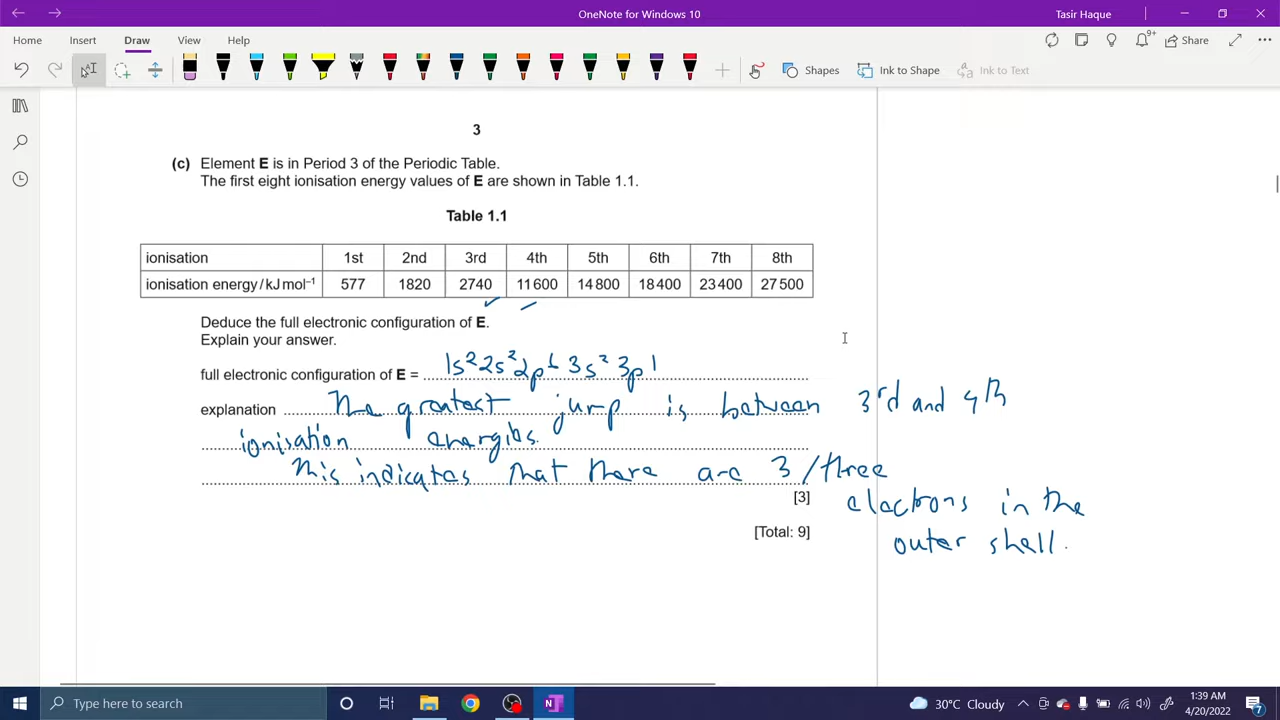 OneNote for Windows 10
Tasir Haque
Home Insert Draw View Help
Share
Shapes
Ink to Shape
Ink to Text
3
(c) Element E is in Period 3 of the Periodic Table.
The first eight ionisation energy values of E are shown in Table 1.1.
Table 1.1
ionisation 1st 2nd 3rd 4th 5th 6th 7th 8th
ionisation energy/kJ mol⁻¹ 577 1820 2740 11 600 14 800 18 400 23 400 27 500
Deduce the full electronic configuration of E.
Explain your answer.
full electronic configuration of E = 1s² 2s² 2p⁶ 3s² 3p¹
explanation The greatest jump is between 3rd and 4th
ionisation energies.
This indicates that there are 3/three
[3]
electrons in the
[Total: 9]
outer shell.
Type here to search
30°C Cloudy
1:39 AM
4/20/2022
7